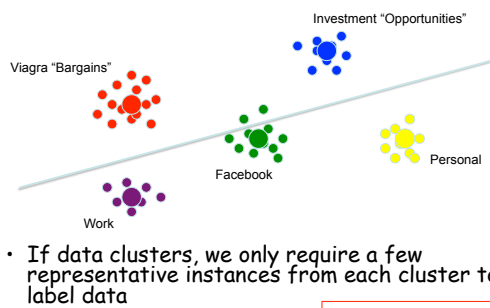 Investment “Opportunities”
Viagra “Bargains”
Personal
Facebook
Work
• If data clusters, we only require a few
representative instances from each cluster to
label data